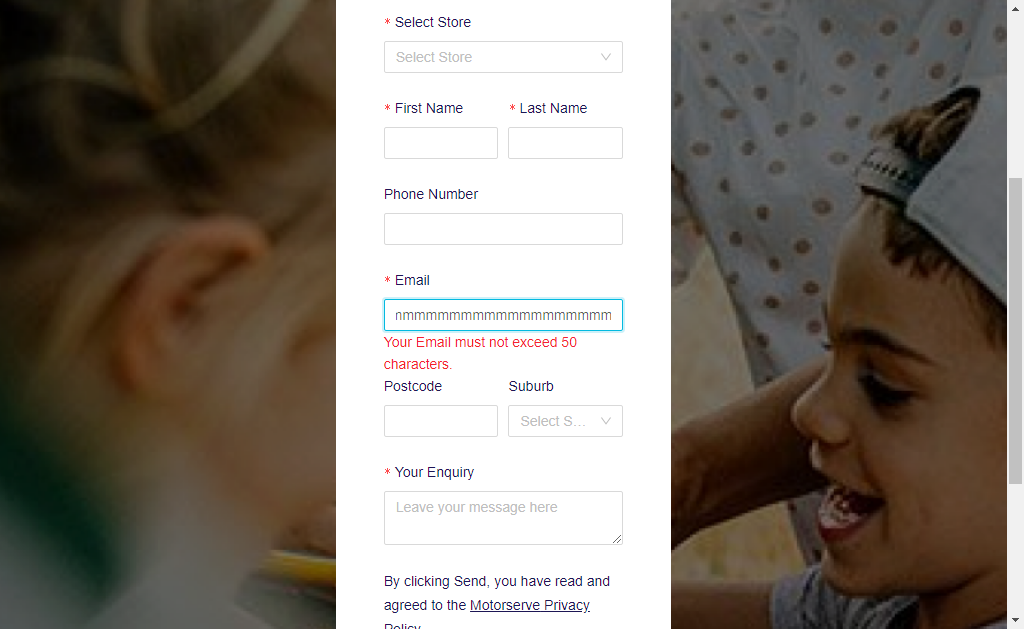 * Select Store
Select Store
* First Name
* Last Name
Phone Number
* Email
Your Email must not exceed 50
characters.
Postcode
Suburb
Select S...
* Your Enquiry
Leave your message here
By clicking Send, you have read and
agreed to the Motorserve Privacy
Policy